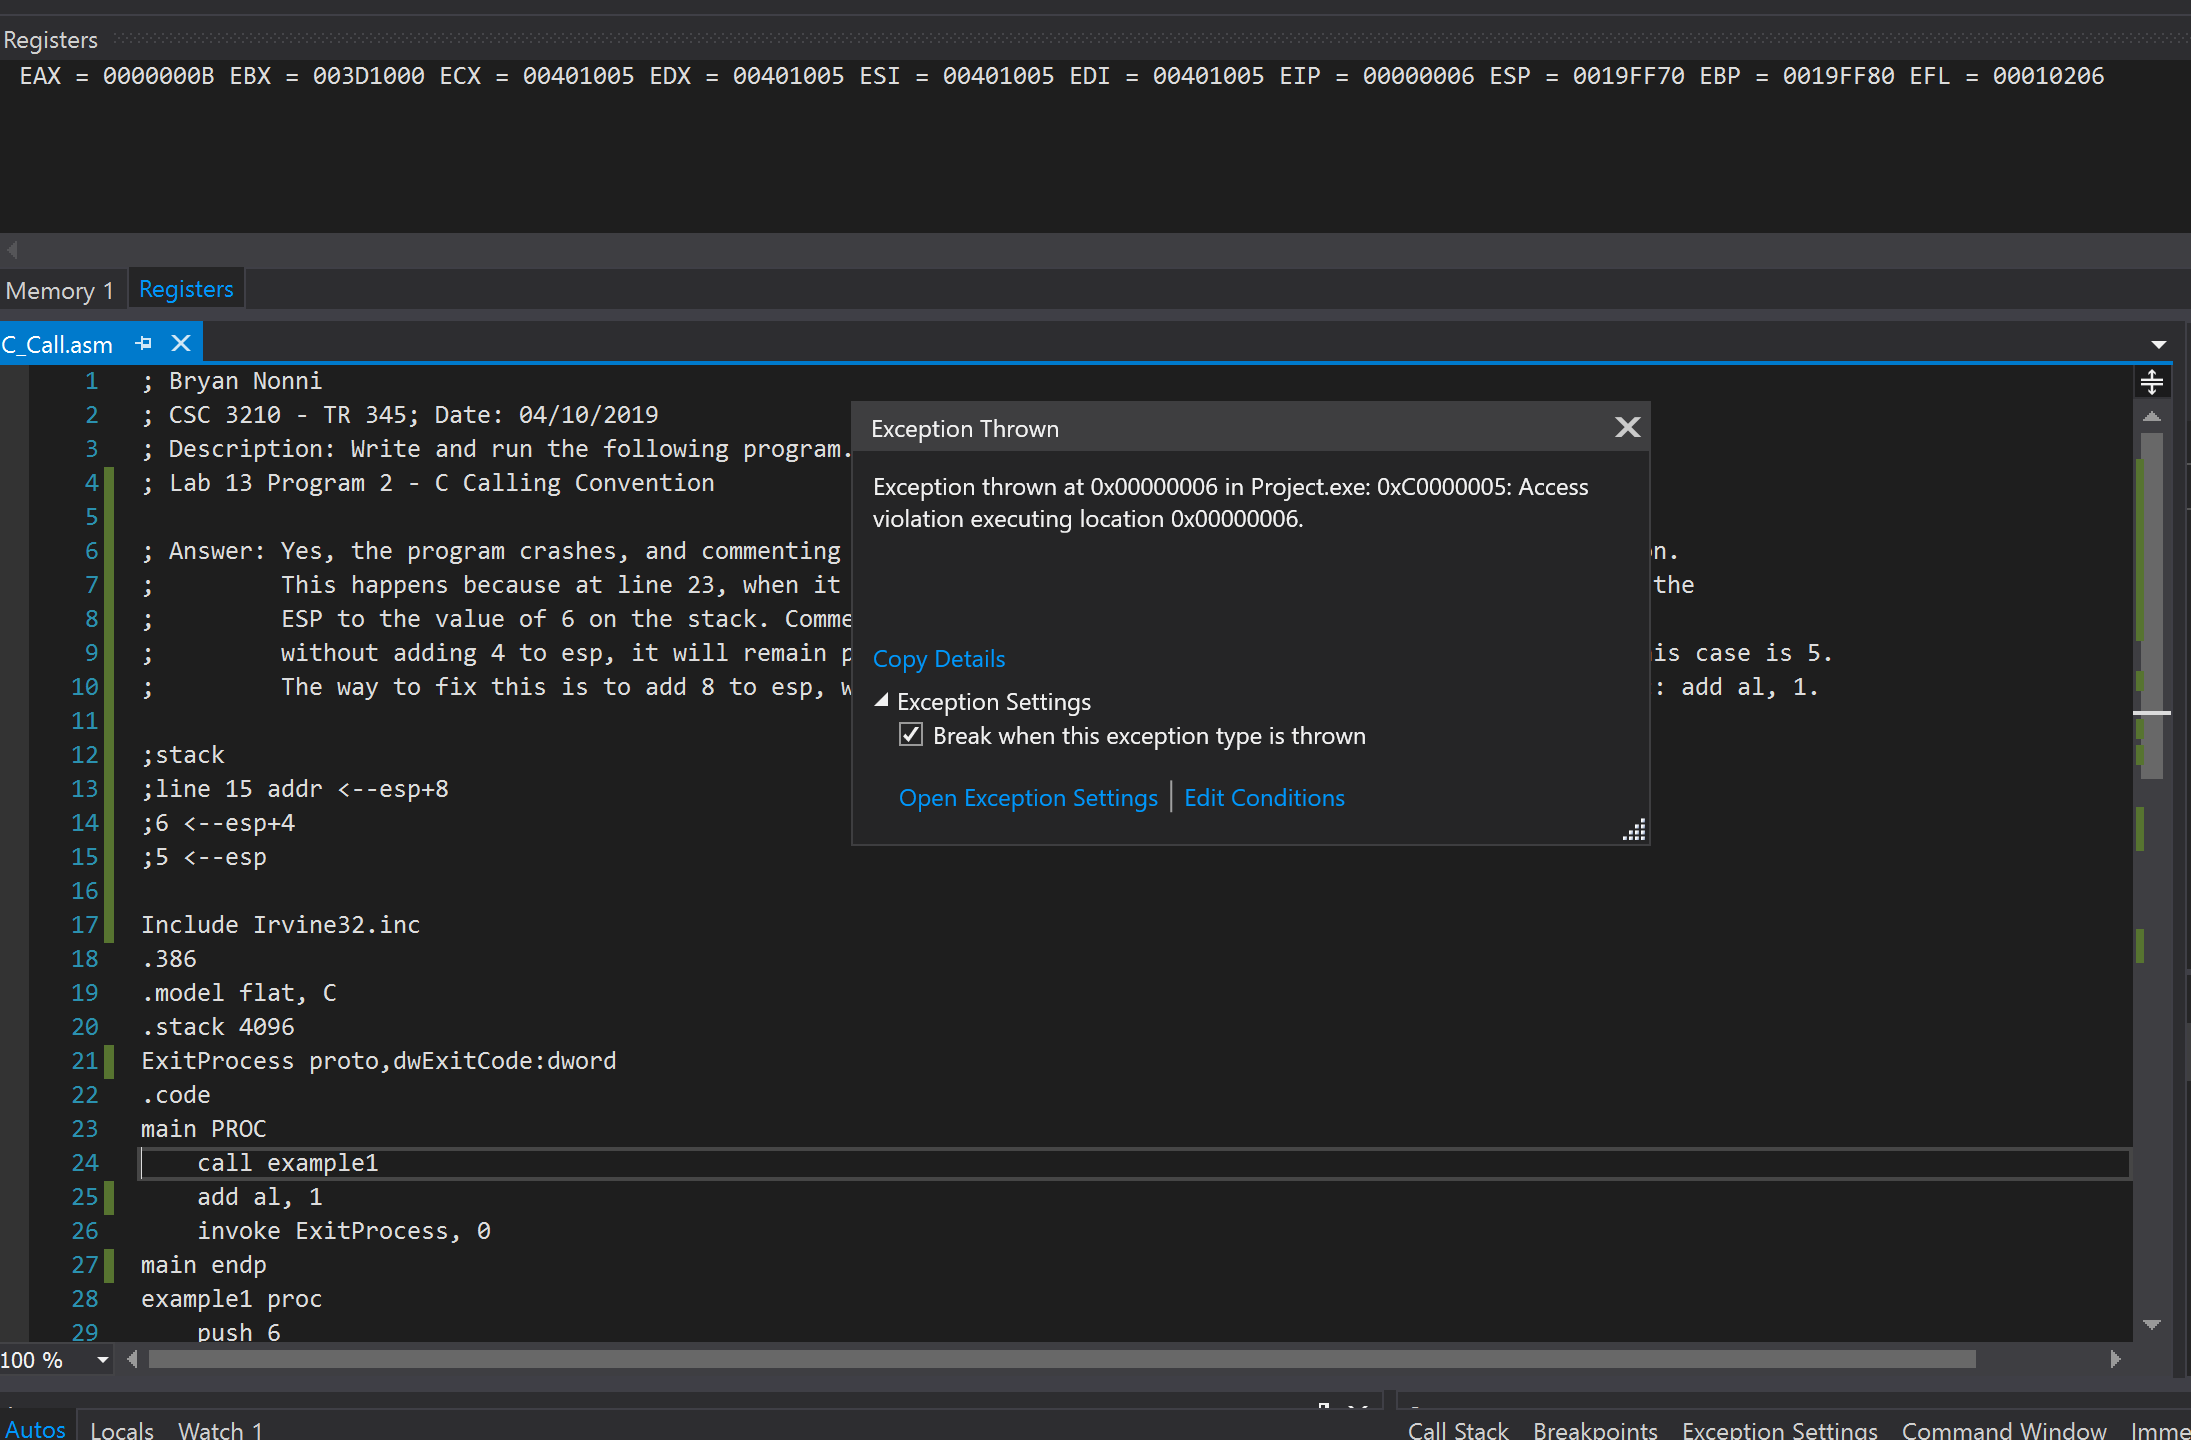 Registers
EAX = 0000000B EBX = 003D1000 ECX = 00401005 EDX = 00401005 ESI = 00401005 EDI = 00401005 EIP = 00000006 ESP = 0019FF70 EBP = 0019FF80 EFL = 00010206
Memory 1 Registers
C_Call.asm
1 ; Bryan Nonni
2 ; CSC 3210 - TR 345; Date: 04/10/2019
3 ; Description: Write and run the following program.
4 ; Lab 13 Program 2 - C Calling Convention
5
6 ; Answer: Yes, the program crashes, and commenting
7 ; This happens because at line 23, when it the
8 ; ESP to the value of 6 on the stack.
9 ; without adding 4 to esp, it will remain case is 5.
10 ; The way to fix this is to add 8 to esp, : add al, 1.
11
12 ;stack
13 ;line 15 addr <--esp+8
14 ;6 <--esp+4
15 ;5 <--esp
16
17 Include Irvine32.inc
18 .386
19 .model flat, C
20 .stack 4096
21 ExitProcess proto,dwExitCode:dword
22 .code
23 main PROC
24 call example1
25 add al, 1
26 invoke ExitProcess, 0
27 main endp
28 example1 proc
29 push 6
Exception Thrown
Exception thrown at 0x00000006 in Project.exe: 0xC0000005: Access
violation executing location 0x00000006.
Copy Details
Exception Settings
Break when this exception type is thrown
Open Exception Settings | Edit Conditions
100 %
Autos Locals Watch 1
Call Stack Breakpoints Exception Settings Command Window Imme